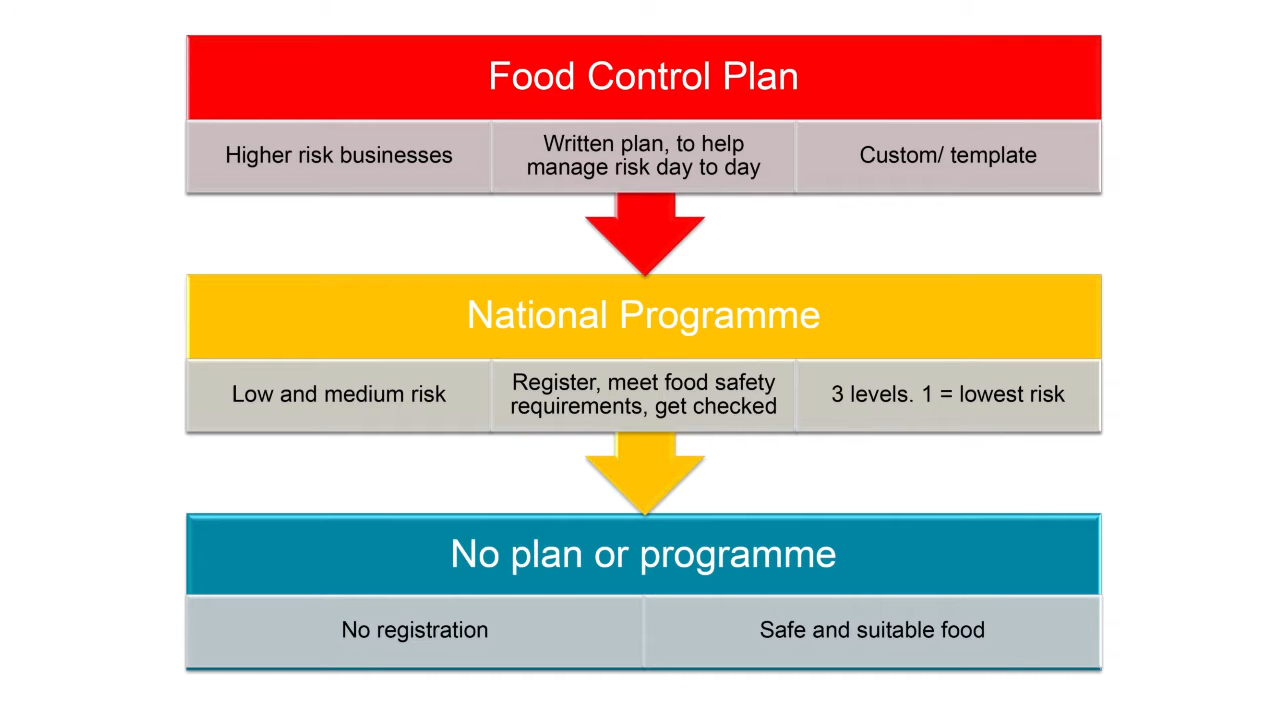 Food Control Plan
Higher risk businesses
Written plan, to help
manage risk day to day
Custom/ template
National Programme
Low and medium risk
Register, meet food safety
requirements, get checked
3 levels. 1 = lowest risk
No plan or programme
No registration
Safe and suitable food